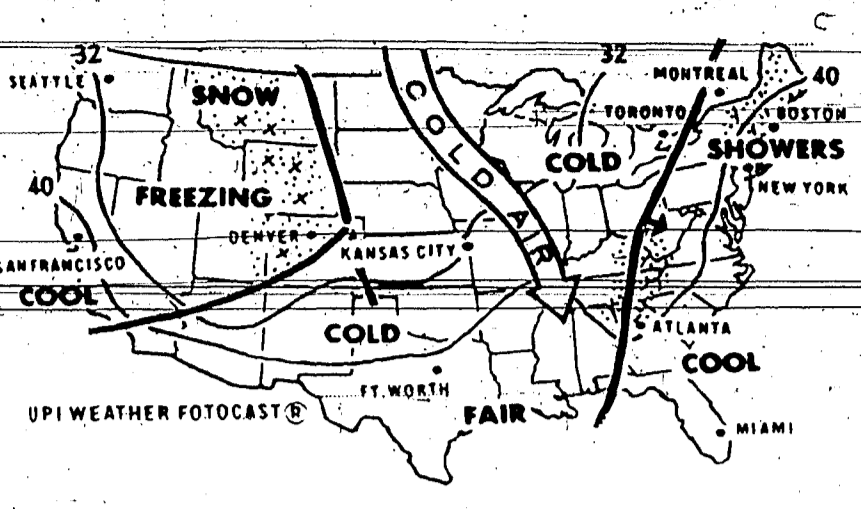 C
32
32
SEATTLE
MONTREAL
40
SNOW
TORONTO
BOSTON
COLD AIR
COLD
SHOWERS
40
FREEZING
NEW YORK
DENVER
KANSAS CITY
SAN FRANCISCO
COOL
COLD
ATLANTA
COOL
FT. WORTH
UPI WEATHER FOTOCAST ®
FAIR
MIAMI